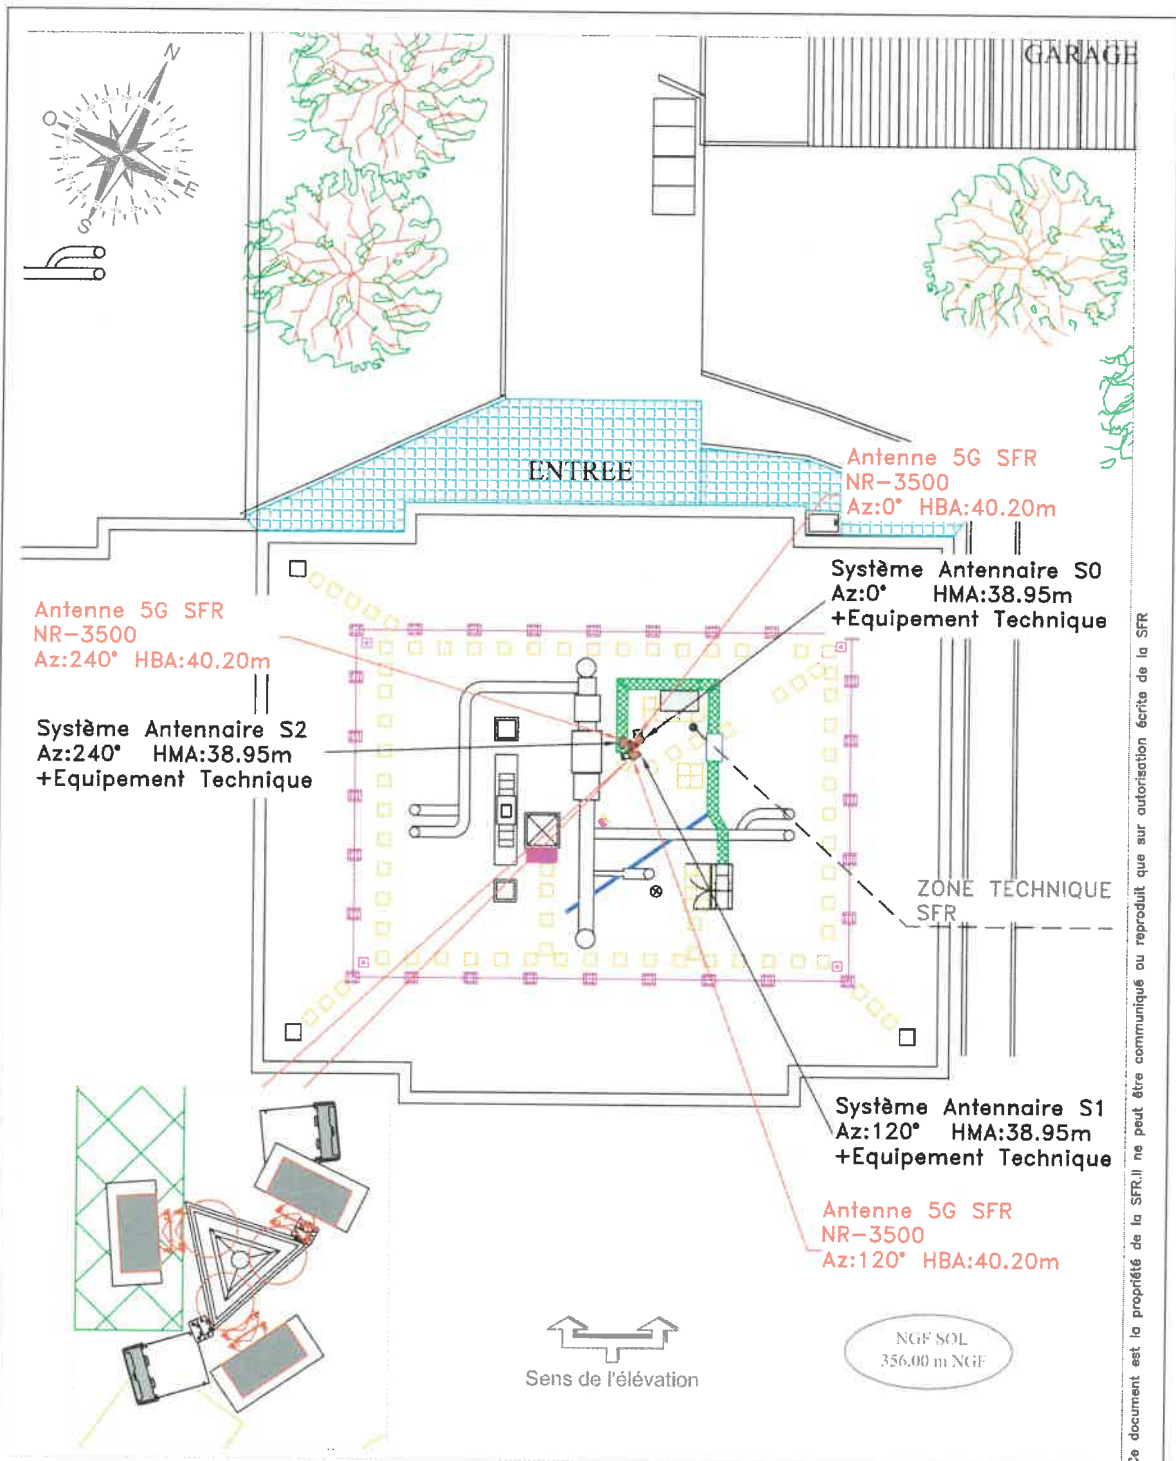 GARAGE
N
O
E
S
ENTREE
Antenne 5G SFR
NR-3500
Az:0° HBA:40.20m
Système Antennaire S0
Az:0° HMA:38.95m
+Equipement Technique
Antenne 5G SFR
NR-3500
Az:240° HBA:40.20m
Système Antennaire S2
Az:240° HMA:38.95m
+Equipement Technique
ZONE TECHNIQUE
SFR
Système Antennaire S1
Az:120° HMA:38.95m
+Equipement Technique
Antenne 5G SFR
NR-3500
Az:120° HBA:40.20m
Sens de l'élévation
NGF SOL
356.00 m NGF
Ce document est la propriété de la SFR.Il ne peut être communiqué ou reproduit que sur autorisation écrite de la SFR